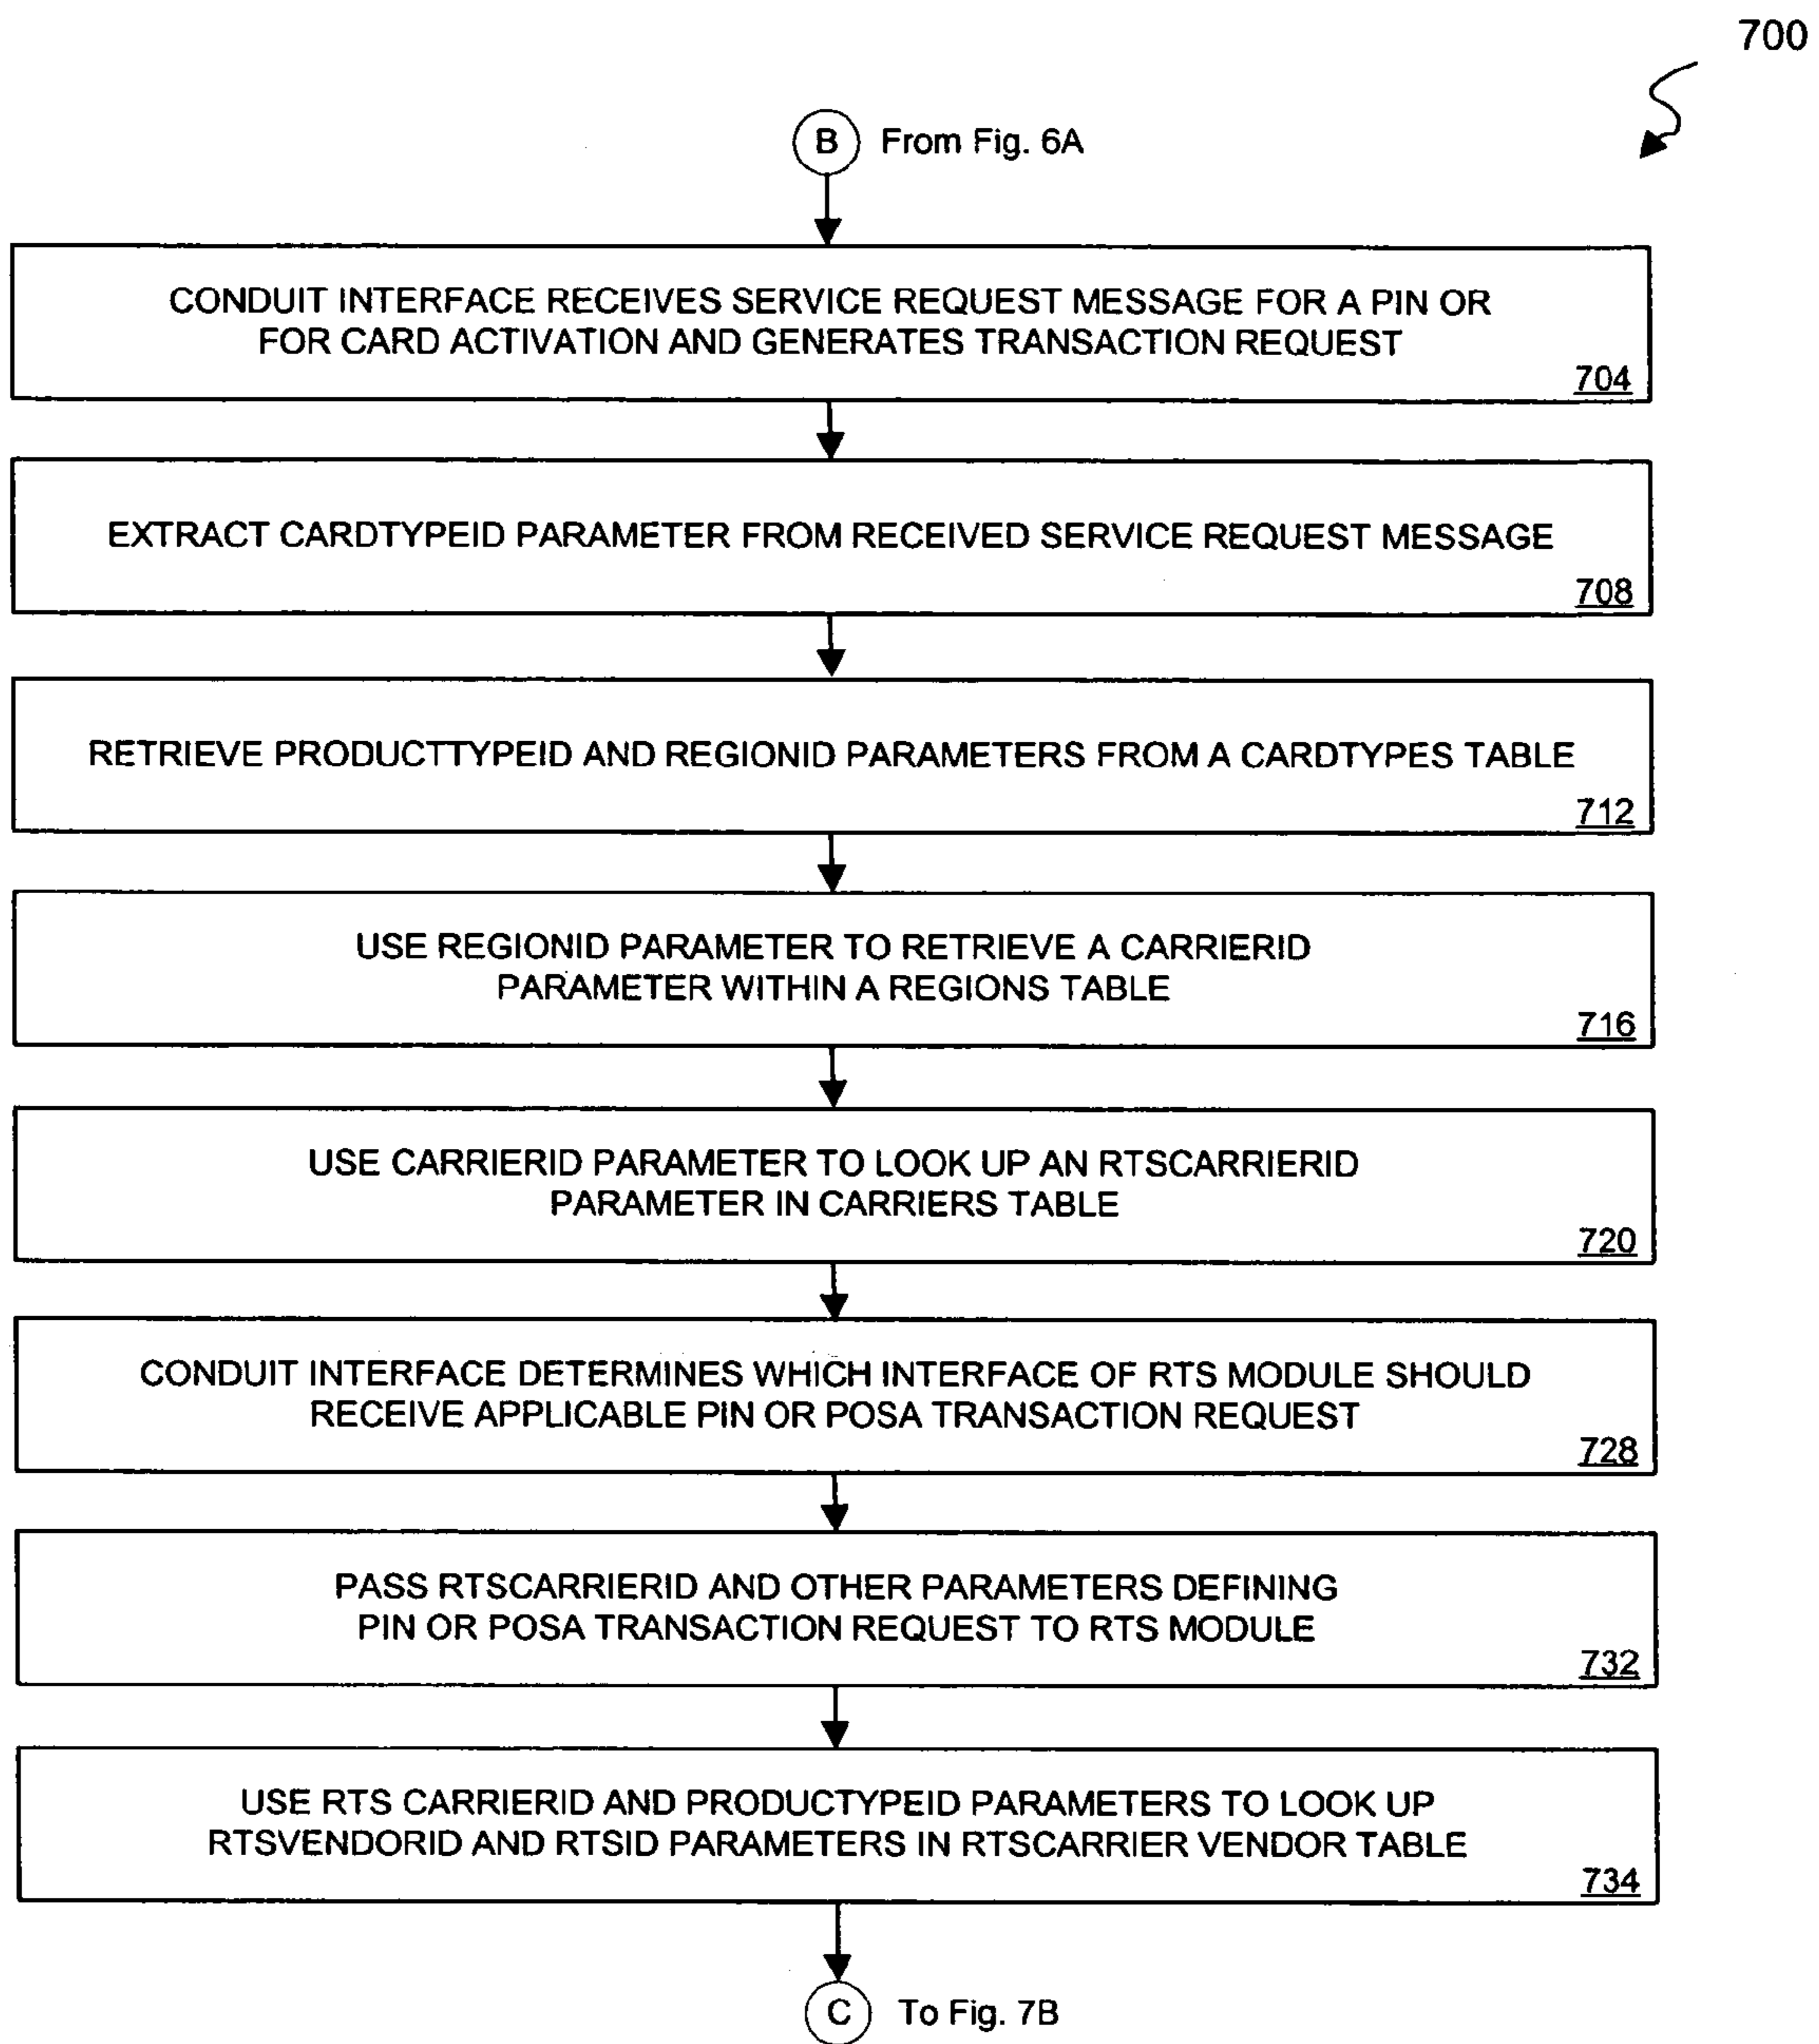 700
B From Fig. 6A
CONDUIT INTERFACE RECEIVES SERVICE REQUEST MESSAGE FOR A PIN OR
FOR CARD ACTIVATION AND GENERATES TRANSACTION REQUEST
704
EXTRACT CARDTYPEID PARAMETER FROM RECEIVED SERVICE REQUEST MESSAGE
708
RETRIEVE PRODUCTTYPEID AND REGIONID PARAMETERS FROM A CARDTYPES TABLE
712
USE REGIONID PARAMETER TO RETRIEVE A CARRIERID
PARAMETER WITHIN A REGIONS TABLE
716
USE CARRIERID PARAMETER TO LOOK UP AN RTSCARRIERID
PARAMETER IN CARRIERS TABLE
720
CONDUIT INTERFACE DETERMINES WHICH INTERFACE OF RTS MODULE SHOULD
RECEIVE APPLICABLE PIN OR POSA TRANSACTION REQUEST
728
PASS RTSCARRIERID AND OTHER PARAMETERS DEFINING
PIN OR POSA TRANSACTION REQUEST TO RTS MODULE
732
USE RTS CARRIERID AND PRODUCTYPEID PARAMETERS TO LOOK UP
RTSVENDORID AND RTSID PARAMETERS IN RTSCARRIER VENDOR TABLE
734
C To Fig. 7B